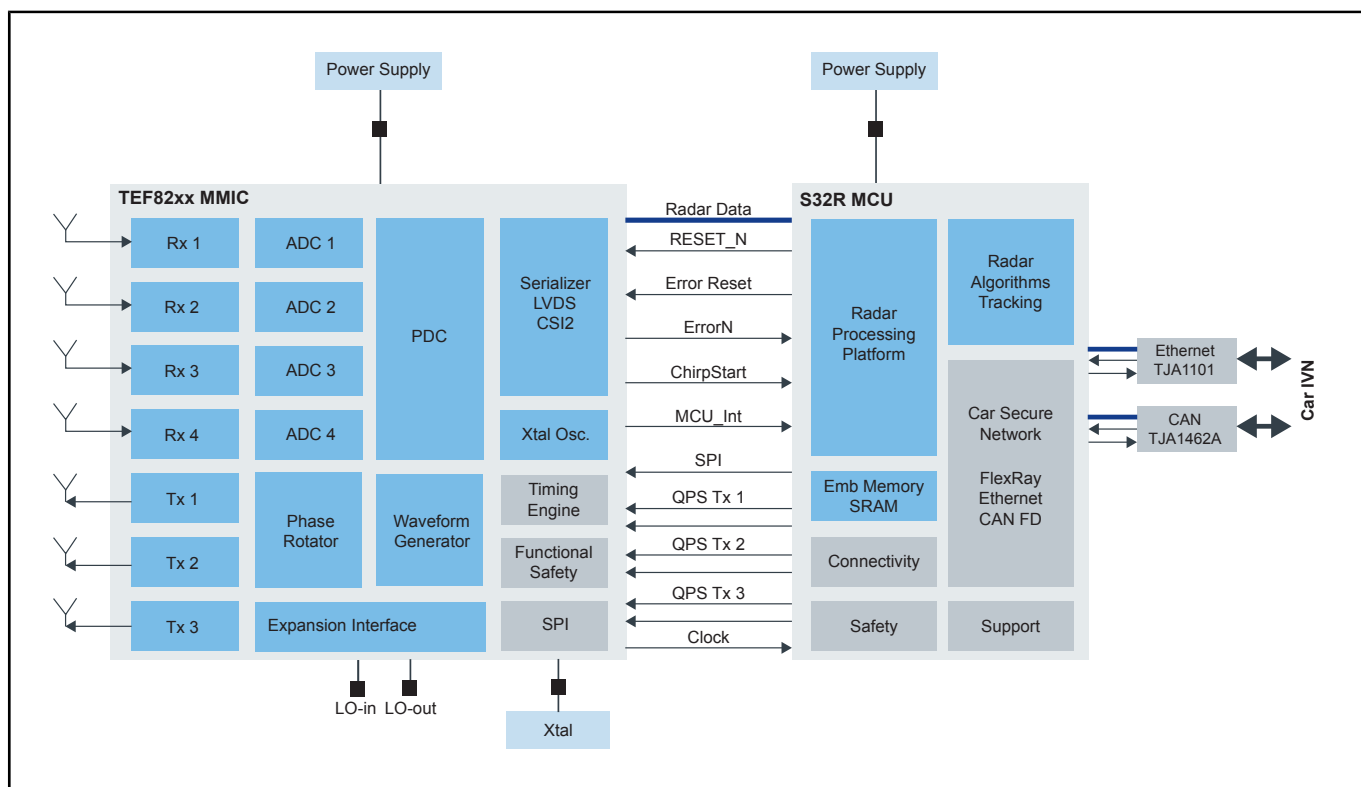 Power Supply
Power Supply
TEF82xx MMIC
Rx 1
Rx 2
Rx 3
Rx 4
Tx 1
Tx 2
Tx 3
ADC 1
ADC 2
ADC 3
ADC 4
PDC
Serializer
LVDS
CSI2
Xtal Osc.
Phase
Rotator
Waveform
Generator
Timing
Engine
Functional
Safety
Expansion Interface
SPI
LO-in
LO-out
Xtal
Radar Data
RESET_N
Error Reset
ErrorN
ChirpStart
MCU_Int
SPI
QPS Tx 1
QPS Tx 2
QPS Tx 3
Clock
S32R MCU
Radar
Processing
Platform
Radar
Algorithms
Tracking
Emb Memory
SRAM
Connectivity
Safety
Car Secure
Network
FlexRay
Ethernet
CAN FD
Support
Ethernet
TJA1101
CAN
TJA1462A
Car IVN